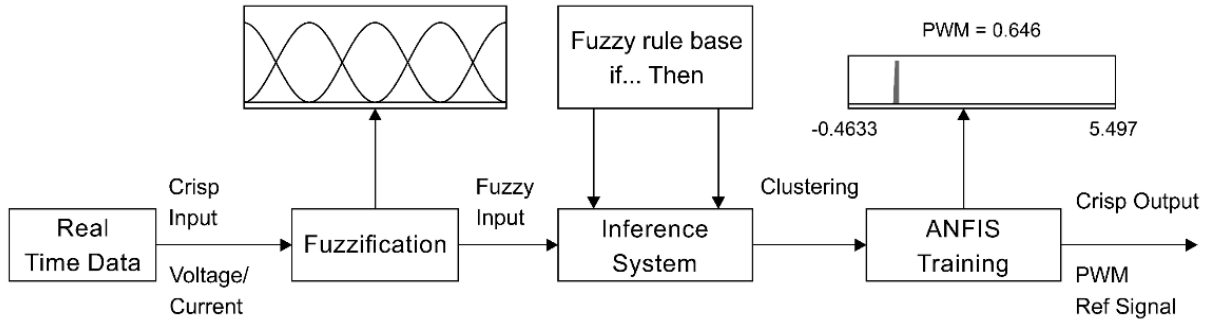 Fuzzy rule base
if... Then
PWM = 0.646
-0.4633
5.497
Real
Time Data
Crisp
Input
Voltage/
Current
Fuzzification
Fuzzy
Input
Inference
System
Clustering
ANFIS
Training
Crisp Output
PWM
Ref Signal